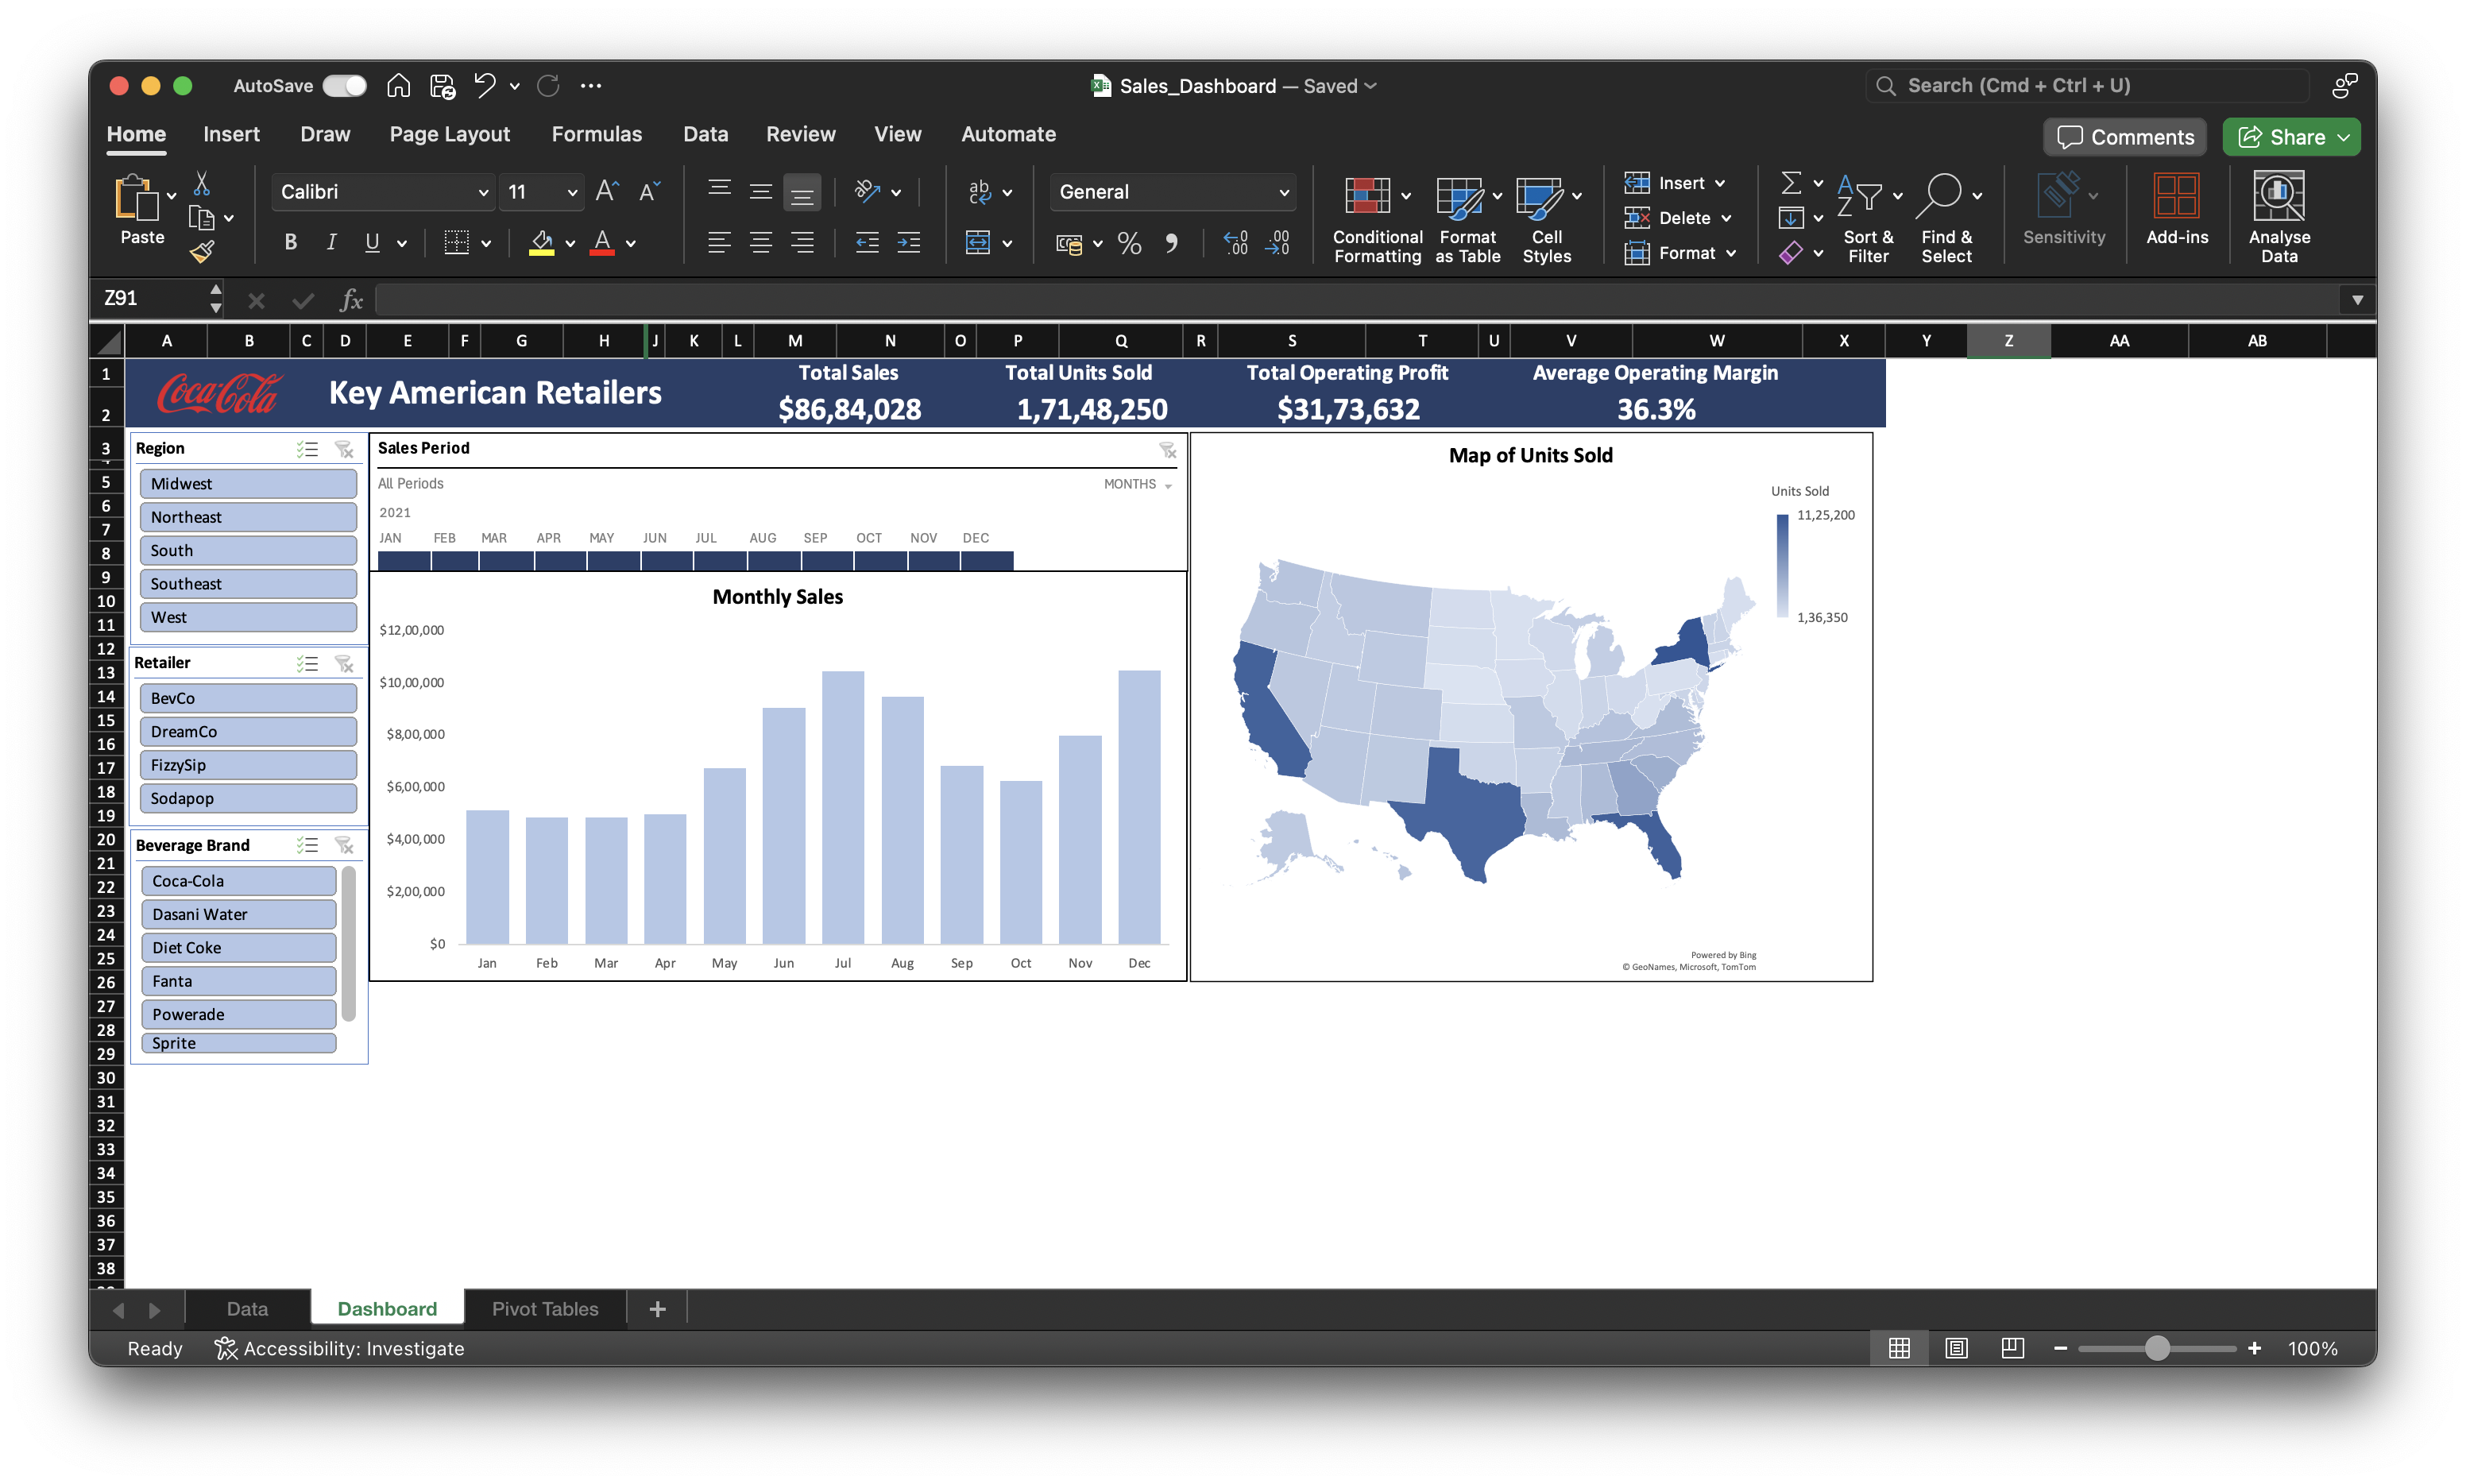 AutoSave
Sales_Dashboard — Saved
Search (Cmd + Ctrl + U)
Home Insert Draw Page Layout Formulas Data Review View Automate
Comments Share
Paste
Calibri 11
B I U
General
Conditional Formatting
Format as Table
Cell Styles
Insert
Delete
Format
Sort & Filter
Find & Select
Sensitivity
Add-ins
Analyse Data
Z91 fx
A B C D E F G H J K L M N O P Q R S T U V W X Y Z AA AB
1
2
3
5
6
7
8
9
10
11
12
13
14
15
16
17
18
19
20
21
22
23
24
25
26
27
28
29
30
31
32
33
34
35
36
37
38
Coca-Cola
Key American Retailers
Total Sales Total Units Sold Total Operating Profit Average Operating Margin
$86,84,028 1,71,48,250 $31,73,632 36.3%
Region
Midwest
Northeast
South
Southeast
West
Retailer
BevCo
DreamCo
FizzySip
Sodapop
Beverage Brand
Coca-Cola
Dasani Water
Diet Coke
Fanta
Powerade
Sprite
Sales Period
All Periods MONTHS
2021
JAN FEB MAR APR MAY JUN JUL AUG SEP OCT NOV DEC
Monthly Sales
$12,00,000
$10,00,000
$8,00,000
$6,00,000
$4,00,000
$2,00,000
$0
Jan Feb Mar Apr May Jun Jul Aug Sep Oct Nov Dec
Map of Units Sold
Units Sold
11,25,200
1,36,350
Powered by Bing
© GeoNames, Microsoft, TomTom
Data Dashboard Pivot Tables +
Ready Accessibility: Investigate
100%